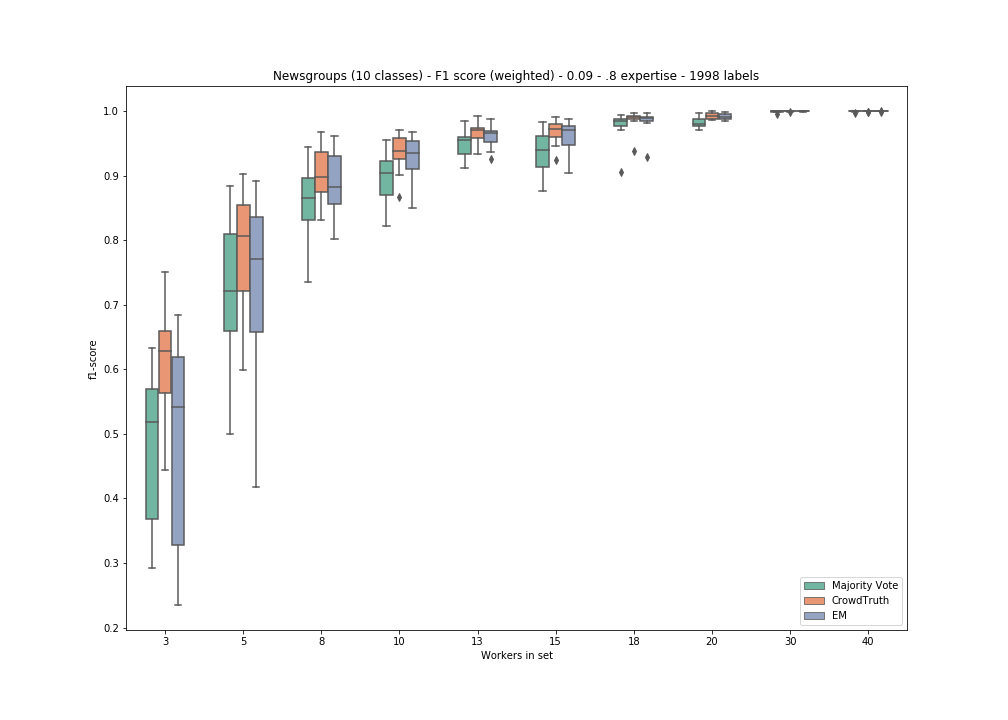 Newsgroups (10 classes) - F1 score (weighted) - 0.09 - .8 expertise - 1998 labels
1.0
0.9
0.8
0.7
0.6
0.5
0.4
0.3
0.2
f1-score
3 5 8 10 13 15 18 20 30 40
Workers in set
Majority Vote
CrowdTruth
EM